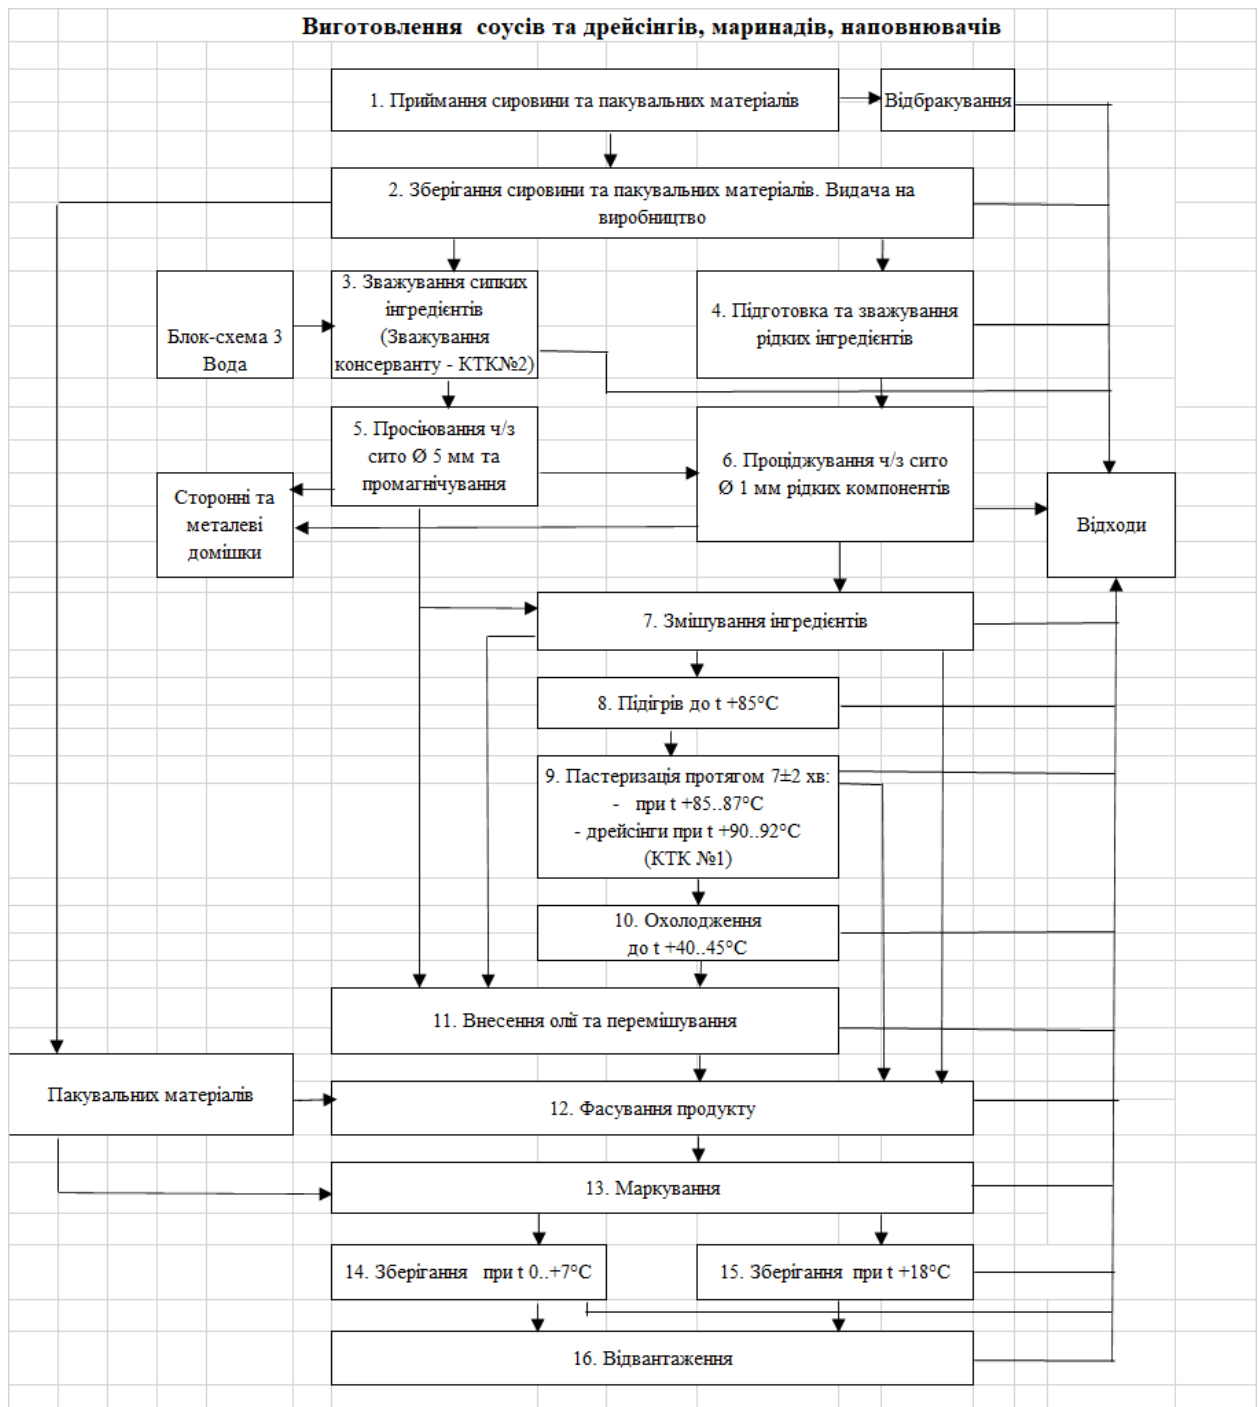 Виготовлення соусів та дрейсінгів, маринадів, наповнювачів
1. Приймання сировини та пакувальних матеріалів
Відбракування
2. Зберігання сировини та пакувальних матеріалів. Видача на
виробництво
Блок-схема 3
Вода
3. Зважування сипких
інгредієнтів
(Зважування
консерванту - КТК№2)
4. Підготовка та зважування
рідких інгредієнтів
5. Просіювання ч/з
сито Ø 5 мм та
промагнічування
6. Проціджування ч/з сито
Ø 1 мм рідких компонентів
Сторонні та
металеві
домішки
Відходи
7. Змішування інгредієнтів
8. Підігрів до t +85°С
9. Пастеризація протягом 7±2 хв:
- при t +85..87°С
- дрейсінги при t +90..92°С
(КТК №1)
10. Охолодження
до t +40..45°С
11. Внесення олії та перемішування
Пакувальних матеріалів
12. Фасування продукту
13. Маркування
14. Зберігання при t 0..+7°С
15. Зберігання при t +18°С
16. Відвантаження